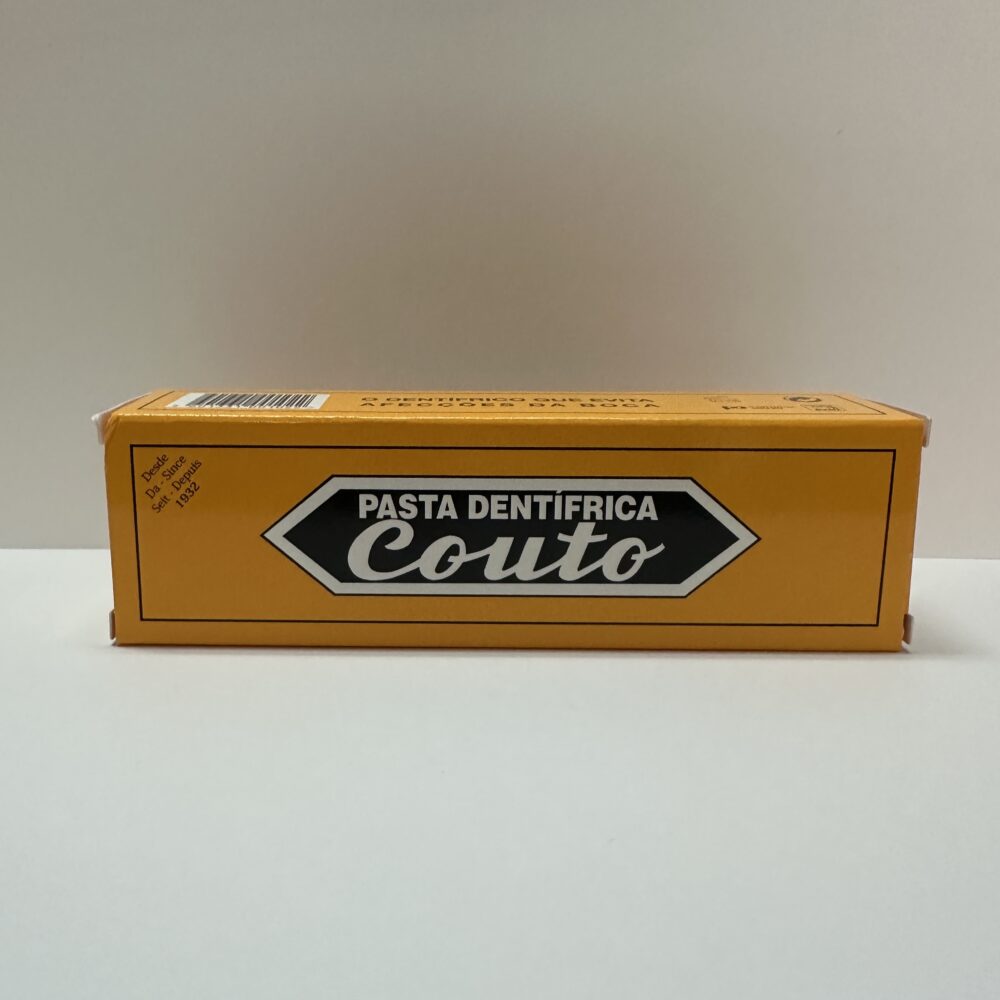 O DENTÍFRICO QUE EVITA
AFECÇÕES DA BOCA
Desde
Da - Since
Seit - Depuis
1932
PASTA DENTÍFRICA
Couto